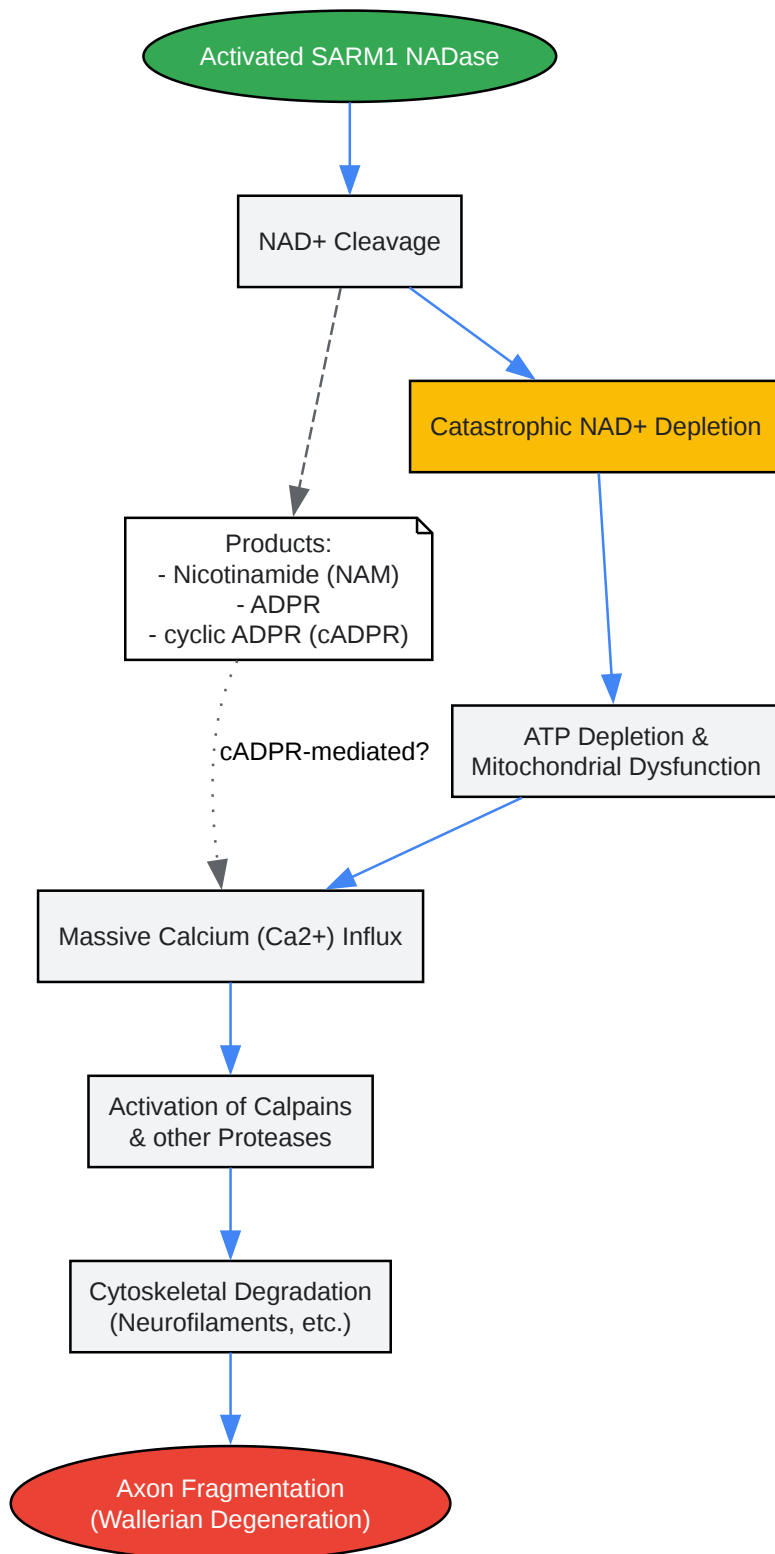 Activated SARM1 NADase
NAD+ Cleavage
Catastrophic NAD+ Depletion
Products:
- Nicotinamide (NAM)
- ADPR
- cyclic ADPR (cADPR)
ATP Depletion &
Mitochondrial Dysfunction
cADPR-mediated?
Massive Calcium (Ca2+) Influx
Activation of Calpains
& other Proteases
Cytoskeletal Degradation
(Neurofilaments, etc.)
Axon Fragmentation
(Wallerian Degeneration)